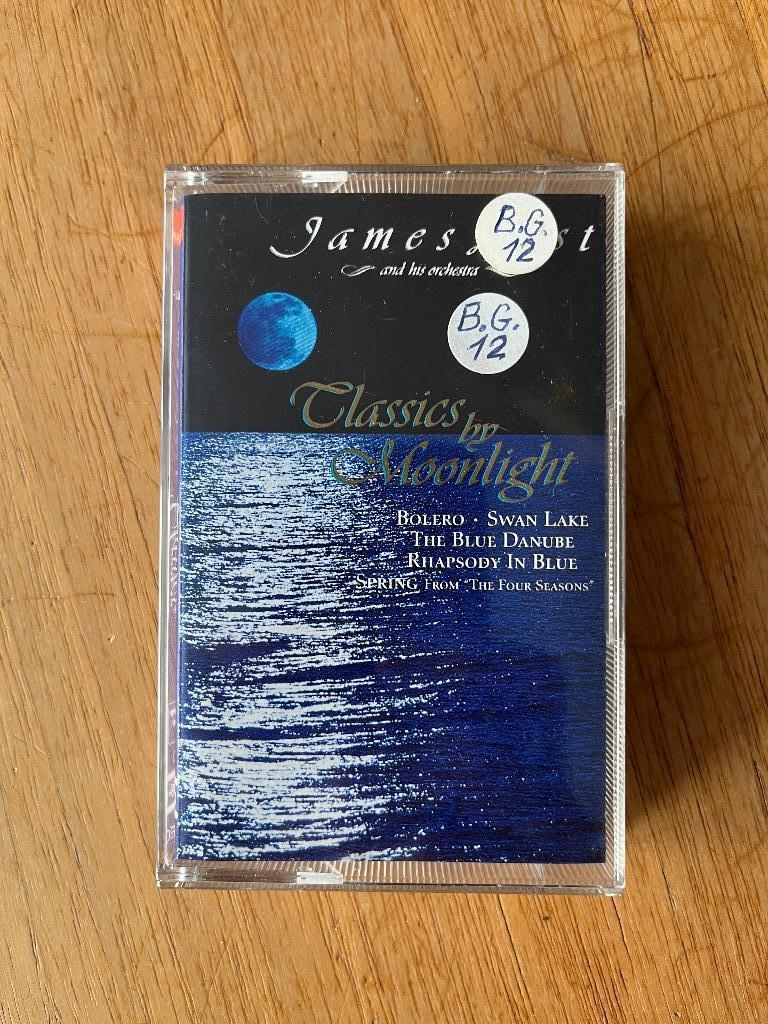 James st
and his orchestra
B.G.
12
B.G.
12
Classics
by
Moonlight
BOLERO · SWAN LAKE
THE BLUE DANUBE
RHAPSODY IN BLUE
SPRING FROM "THE FOUR SEASONS"